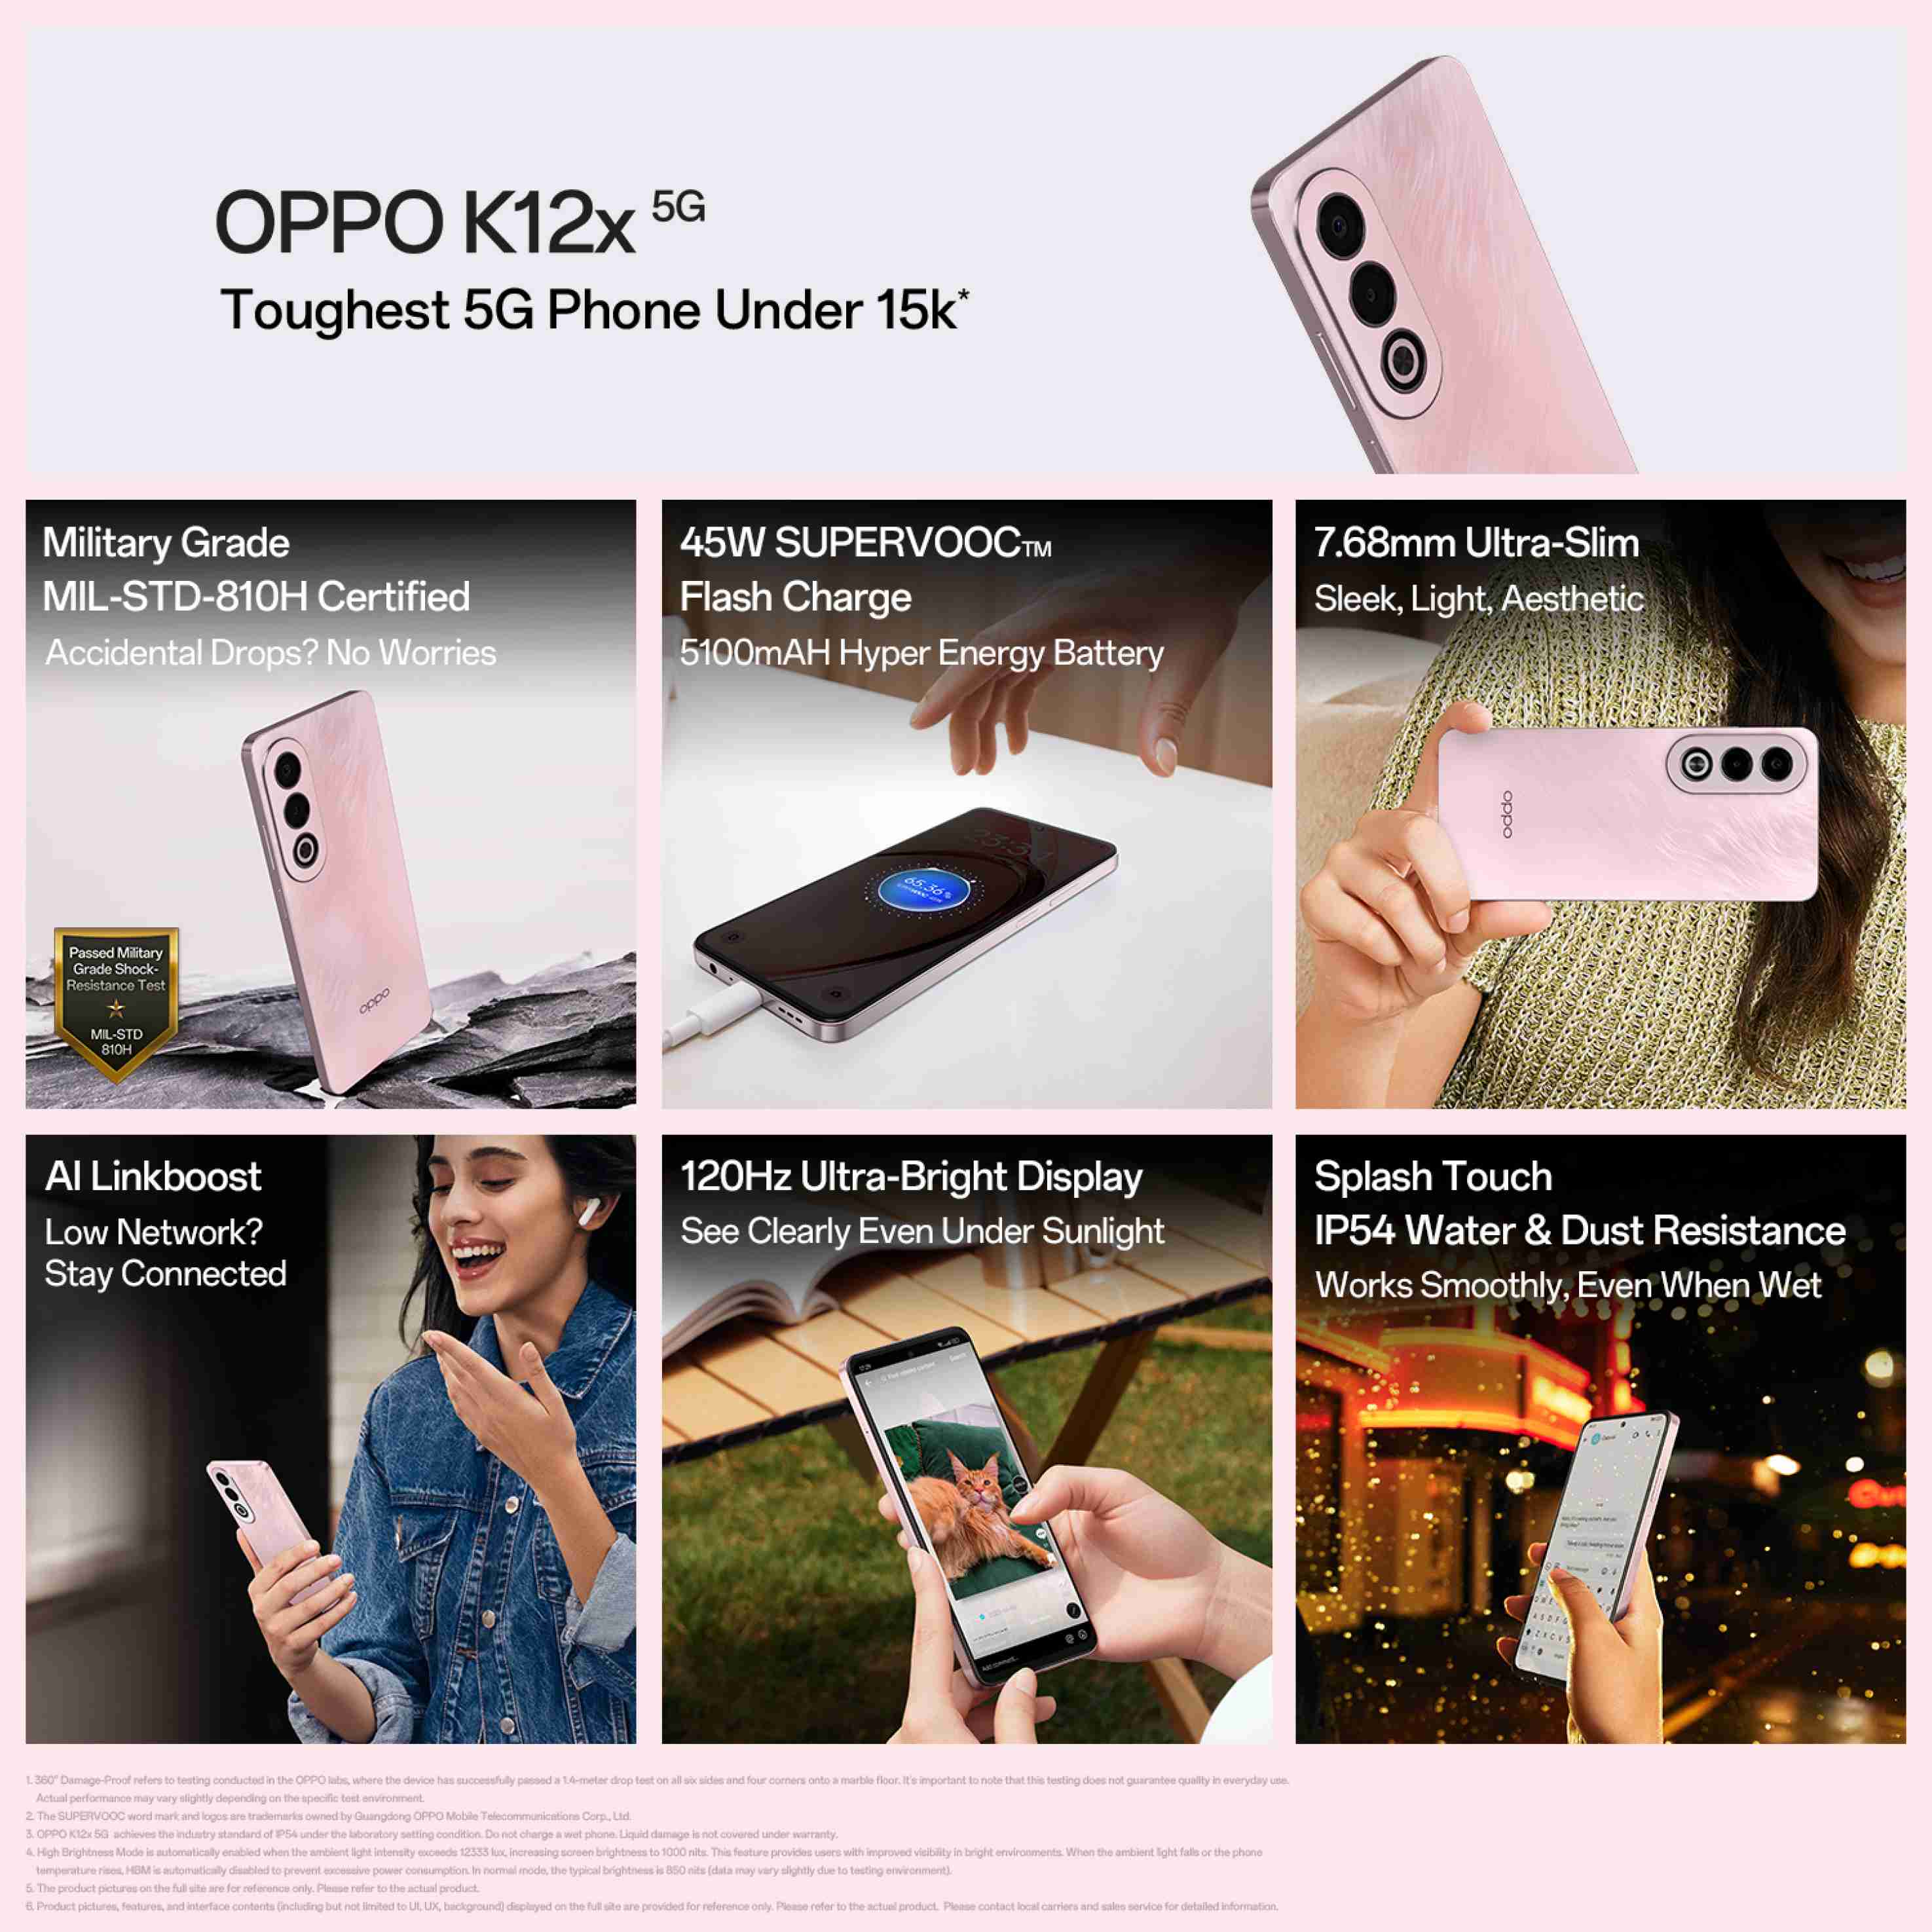 OPPO K12x 5G
Toughest 5G Phone Under 15k*
Military Grade
MIL-STD-810H Certified
Accidental Drops? No Worries
Passed Military
Grade Shock-
Resistance Test
MIL-STD
810H
oppo
45W SUPERVOOC™
Flash Charge
5100mAH Hyper Energy Battery
65.36%
7.68mm Ultra-Slim
Sleek, Light, Aesthetic
oppo
AI Linkboost
Low Network?
Stay Connected
120Hz Ultra-Bright Display
See Clearly Even Under Sunlight
Splash Touch
IP54 Water & Dust Resistance
Works Smoothly, Even When Wet
1. 360° Damage-Proof refers to testing conducted in the OPPO labs, where the device has successfully passed a 1.4-meter drop test on all six sides and four corners onto a marble floor. It's important to note that this testing does not guarantee quality in everyday use.
Actual performance may vary slightly depending on the specific test environment.
2. The SUPERVOOC word mark and logos are trademarks owned by Guangdong OPPO Mobile Telecommunications Corp., Ltd.
3. OPPO K12x 5G achieves the industry standard of IP54 under the laboratory setting condition. Do not charge a wet phone. Liquid damage is not covered under warranty.
4. High Brightness Mode is automatically enabled when the ambient light intensity exceeds 12333 lux, increasing screen brightness to 1000 nits. This feature provides users with improved visibility in bright environments. When the ambient light falls or the phone
temperature rises, HBM is automatically disabled to prevent excessive power consumption. In normal mode, the typical brightness is 850 nits (data may vary slightly due to testing environment).
5. The product pictures on the full site are for reference only. Please refer to the actual product.
6. Product pictures, features, and interface contents (including but not limited to UI, UX, background) displayed on the full site are provided for reference only. Please refer to the actual product. Please contact local carriers and sales service for detailed information.